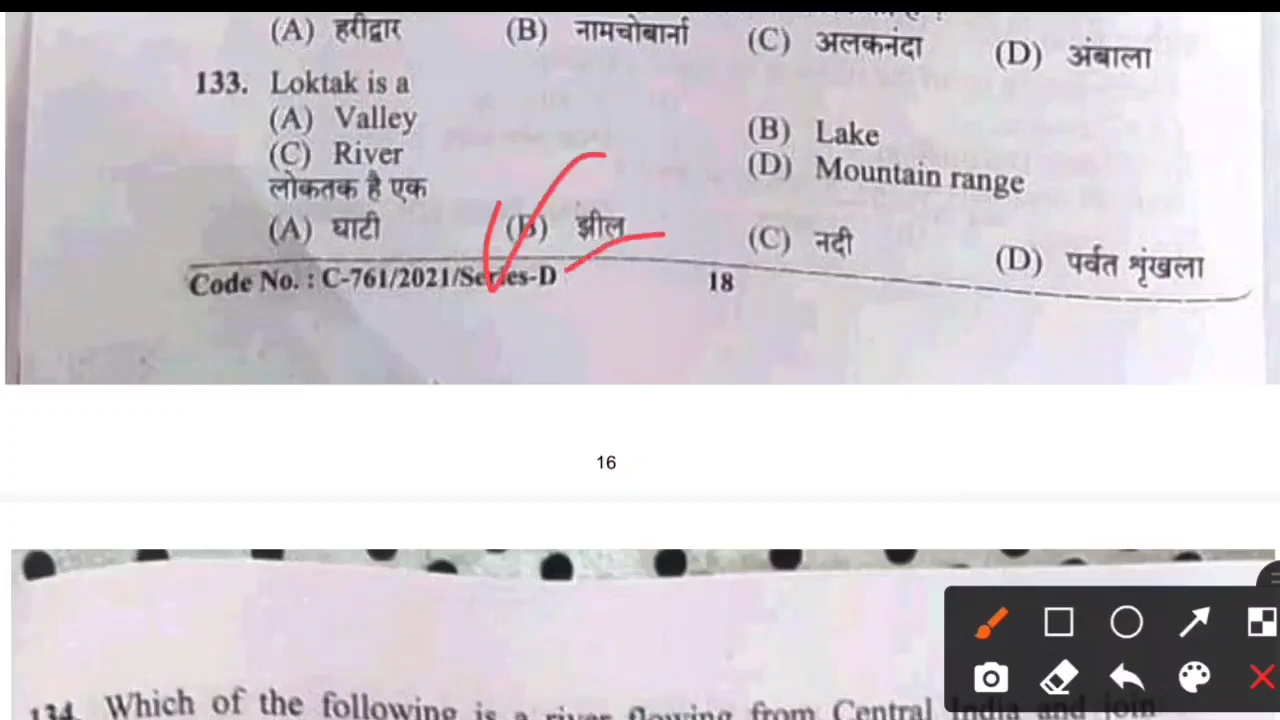 (A) हरीद्वार (B) नामचोबार्ना (C) अलकनंदा (D) अंबाला
133. Loktak is a
(A) Valley (B) Lake
(C) River (D) Mountain range
लोकतक है एक
(A) घाटी (B) झील (C) नदी (D) पर्वत शृंखला
Code No. : C-761/2021/Series-D 18
16
134. Which of the following is a river flowing from Central India and join